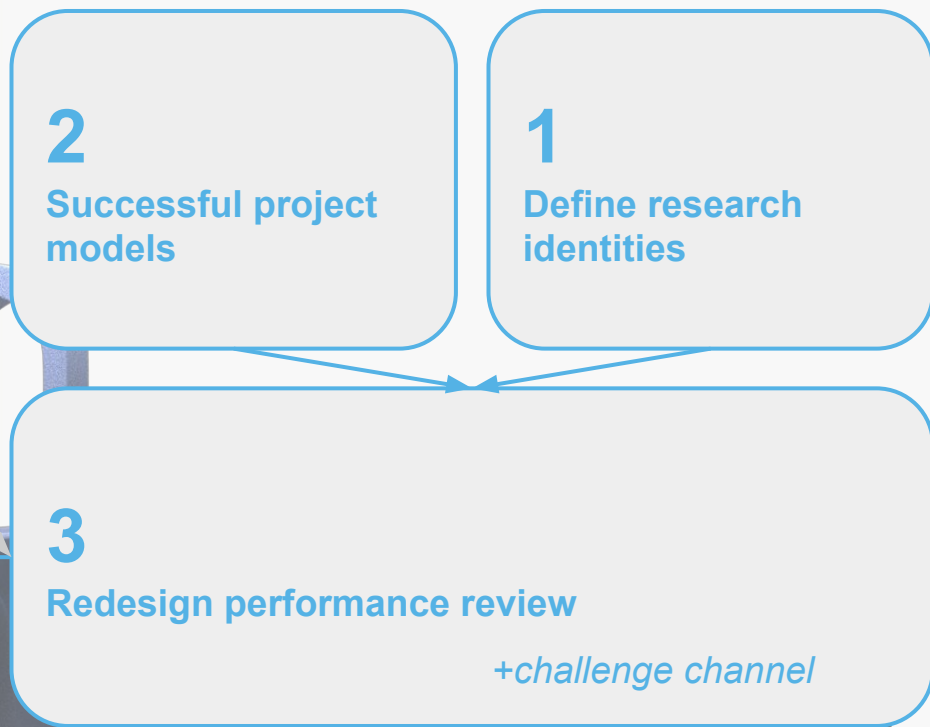 2
Successful project
models
1
Define research
identities
3
Redesign performance review
+challenge channel